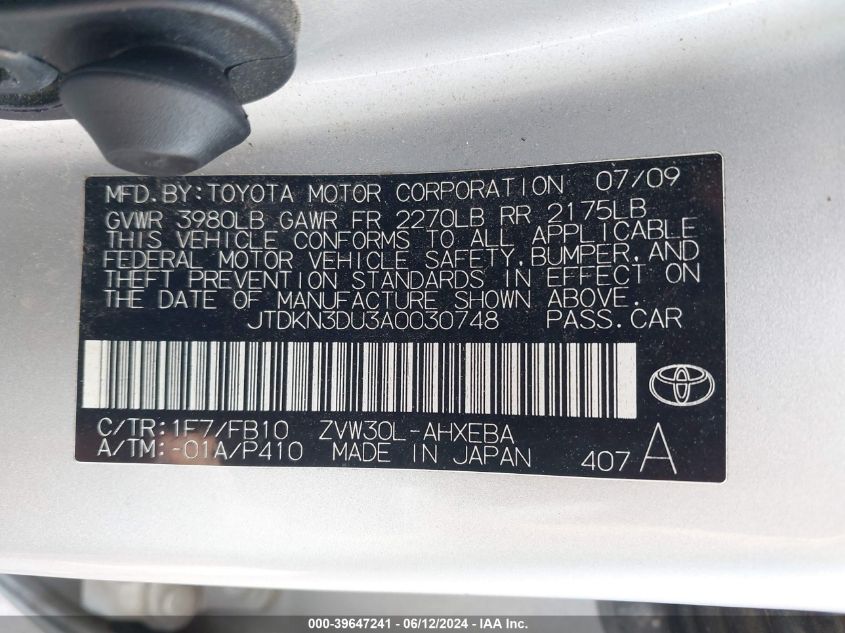 MFD.BY:TOYOTA MOTOR CORPORATION 07/09
GVWR 3980LB GAWR FR 2270LB RR 2175LB
THIS VEHICLE CONFORMS TO ALL APPLICABLE
FEDERAL MOTOR VEHICLE SAFETY,BUMPER,AND
THEFT PREVENTION STANDARDS IN EFFECT ON
THE DATE OF MANUFACTURE SHOWN ABOVE.
JTDKN3DU3A0030748 PASS.CAR
C/TR:1F7/FB10 ZVW30L-AHXEBA
A/TM:-01A/P410 MADE IN JAPAN 407 A
000-39647241 - 06/12/2024 - IAA Inc.